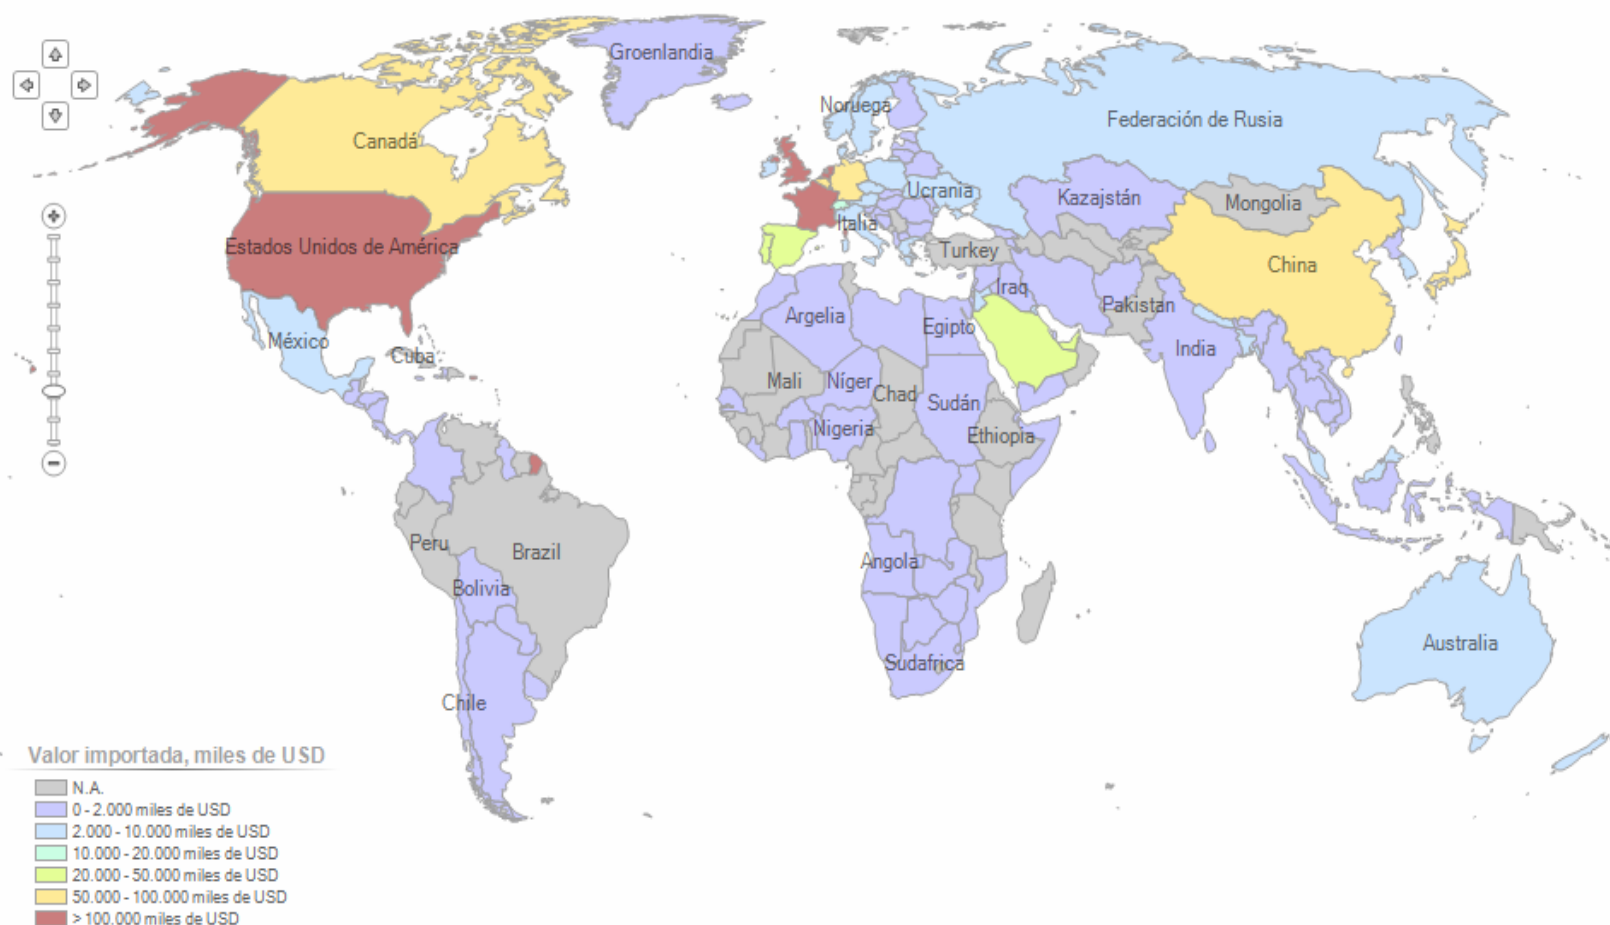 Groenlandia
Noruega
Federación de Rusia
Canadá
Ucrania
Kazajstán
Mongolia
Italia
Estados Unidos de América
Turkey
China
Iraq
Pakistan
Argelia
Egipto
México
India
Cuba
Mali
Níger
Chad
Sudán
Nigeria
Ethiopia
Peru
Brazil
Angola
Bolivia
Australia
Sudafrica
Chile
Valor importada, miles de USD
N.A.
0 - 2.000 miles de USD
2.000 - 10.000 miles de USD
10.000 - 20.000 miles de USD
20.000 - 50.000 miles de USD
50.000 - 100.000 miles de USD
> 100.000 miles de USD